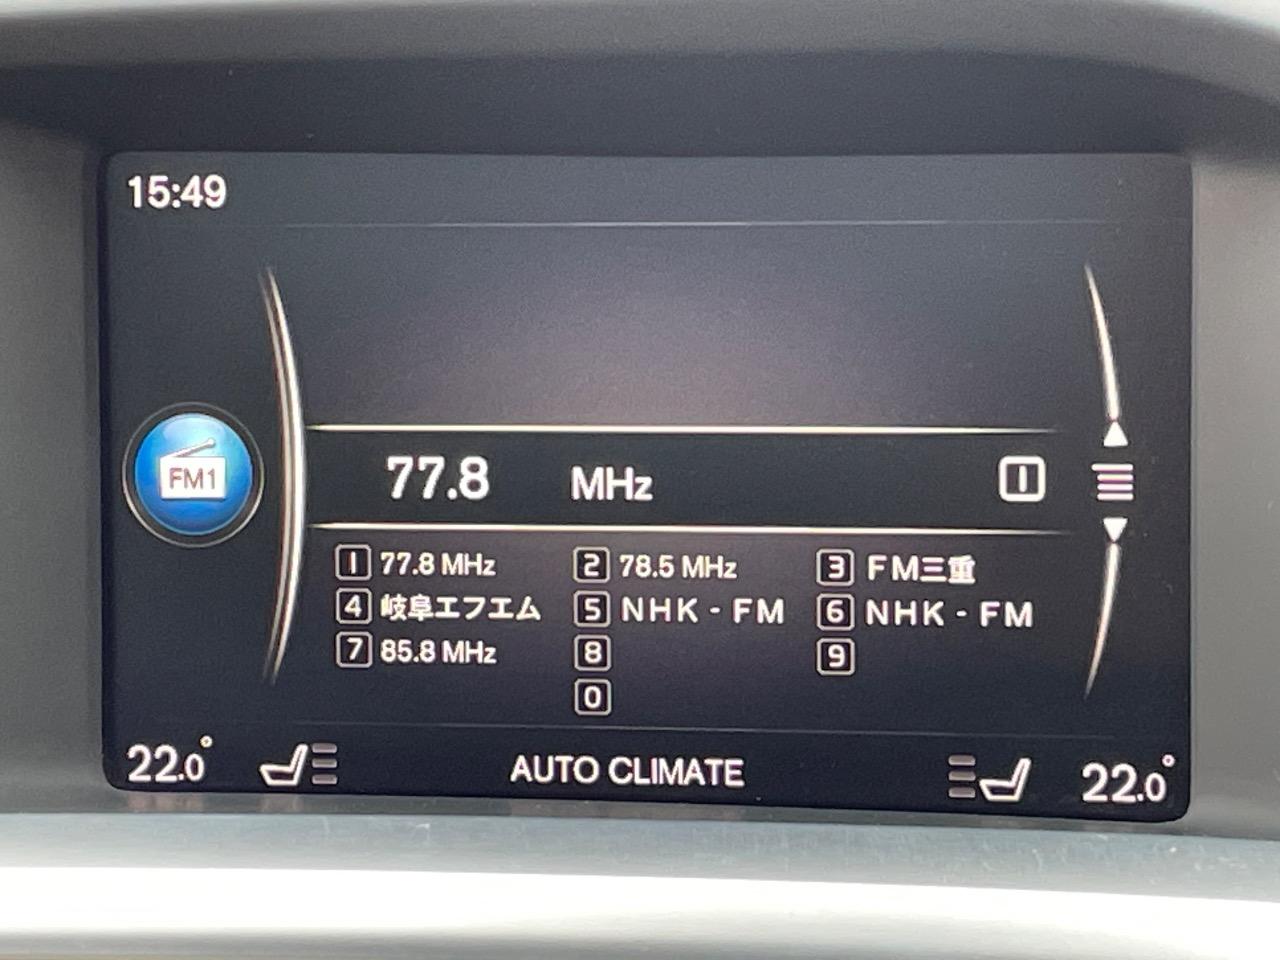 15:49
FM1
77.8 MHz 1
1 77.8 MHz 2 78.5 MHz 3 FM三重
4 岐阜エフエム 5 NHK - FM 6 NHK - FM
7 85.8 MHz 8 9
0
22.0° AUTO CLIMATE 22.0°